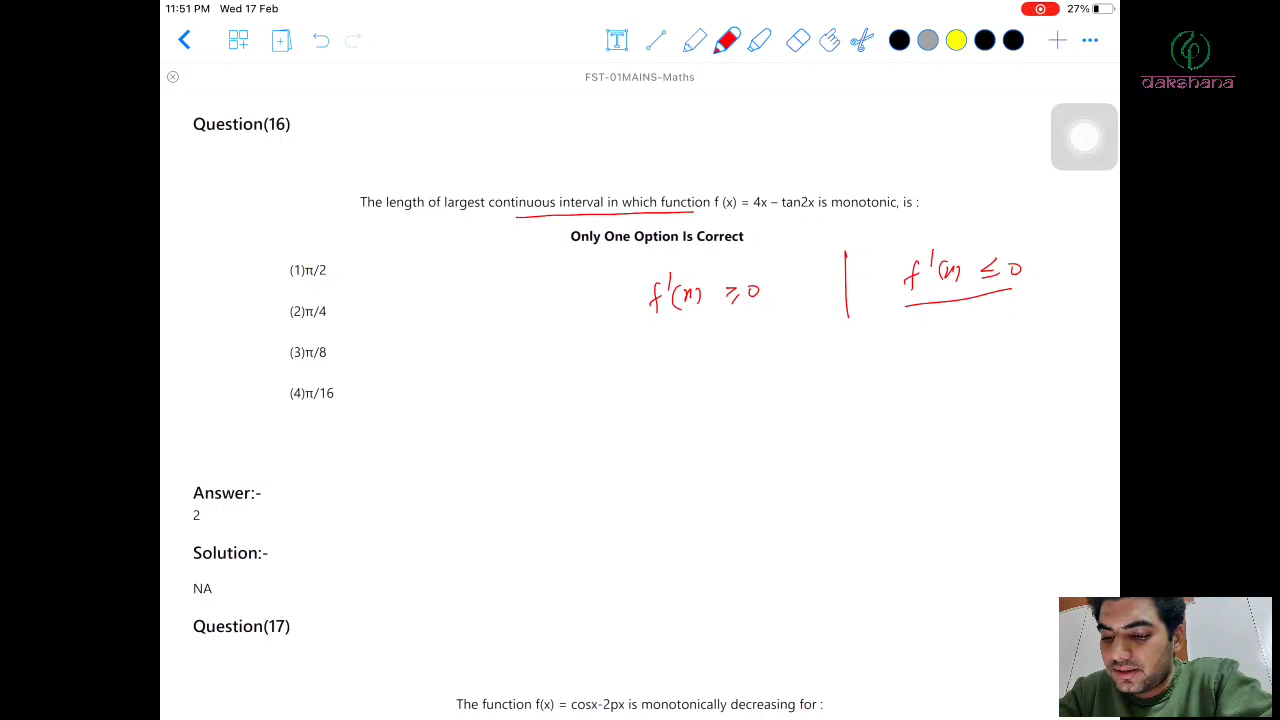 11:51 PM Wed 17 Feb
27%
dakshana
FST-01MAINS-Maths
Question(16)
The length of largest continuous interval in which function f (x) = 4x – tan2x is monotonic, is :
Only One Option Is Correct
(1)π/2
f'(x) ≥ 0
f'(x) ≤ 0
(2)π/4
(3)π/8
(4)π/16
Answer:-
2
Solution:-
NA
Question(17)
The function f(x) = cosx-2px is monotonically decreasing for :